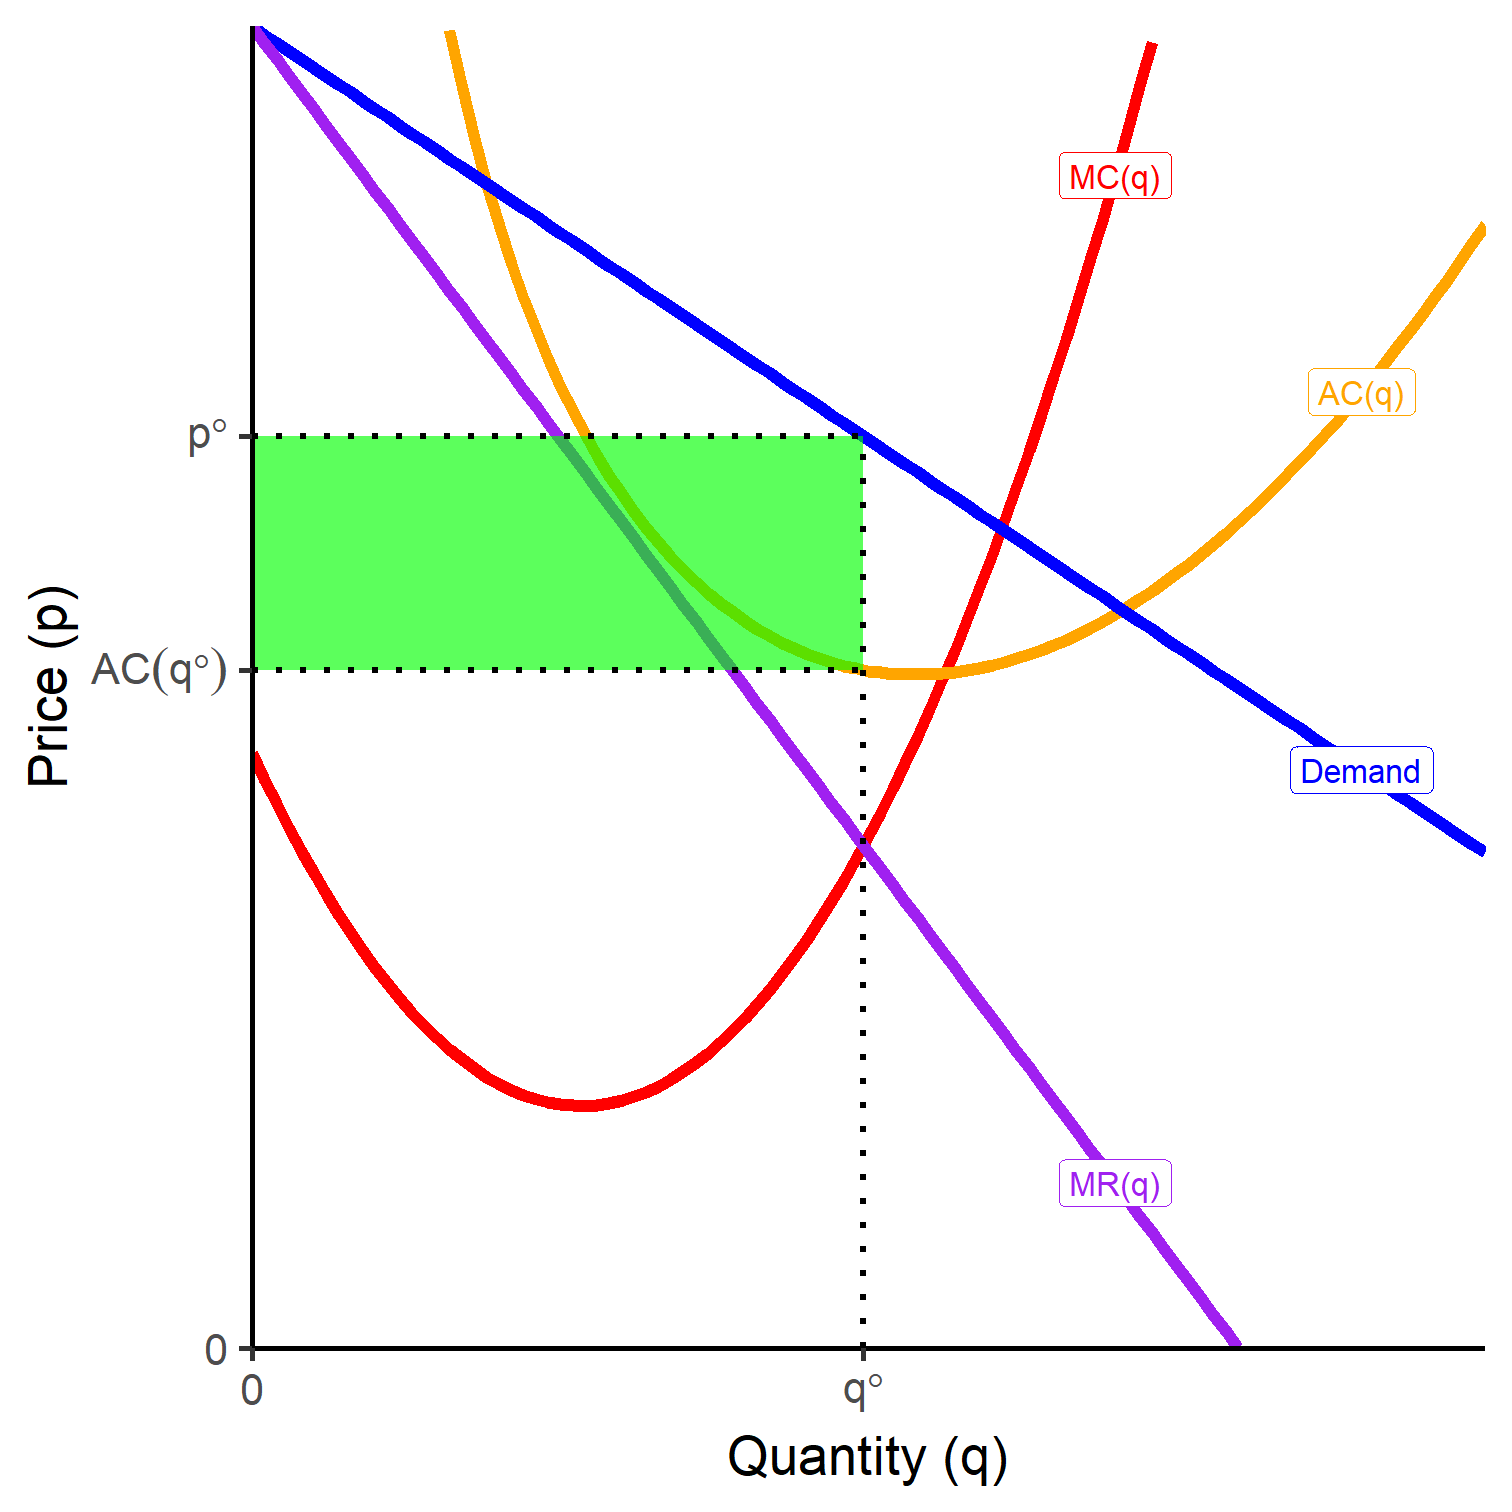 MC(q)
AC(q)
p°
AC(q°)
Demand
MR(q)
0
0
q°
Price (p)
Quantity (q)